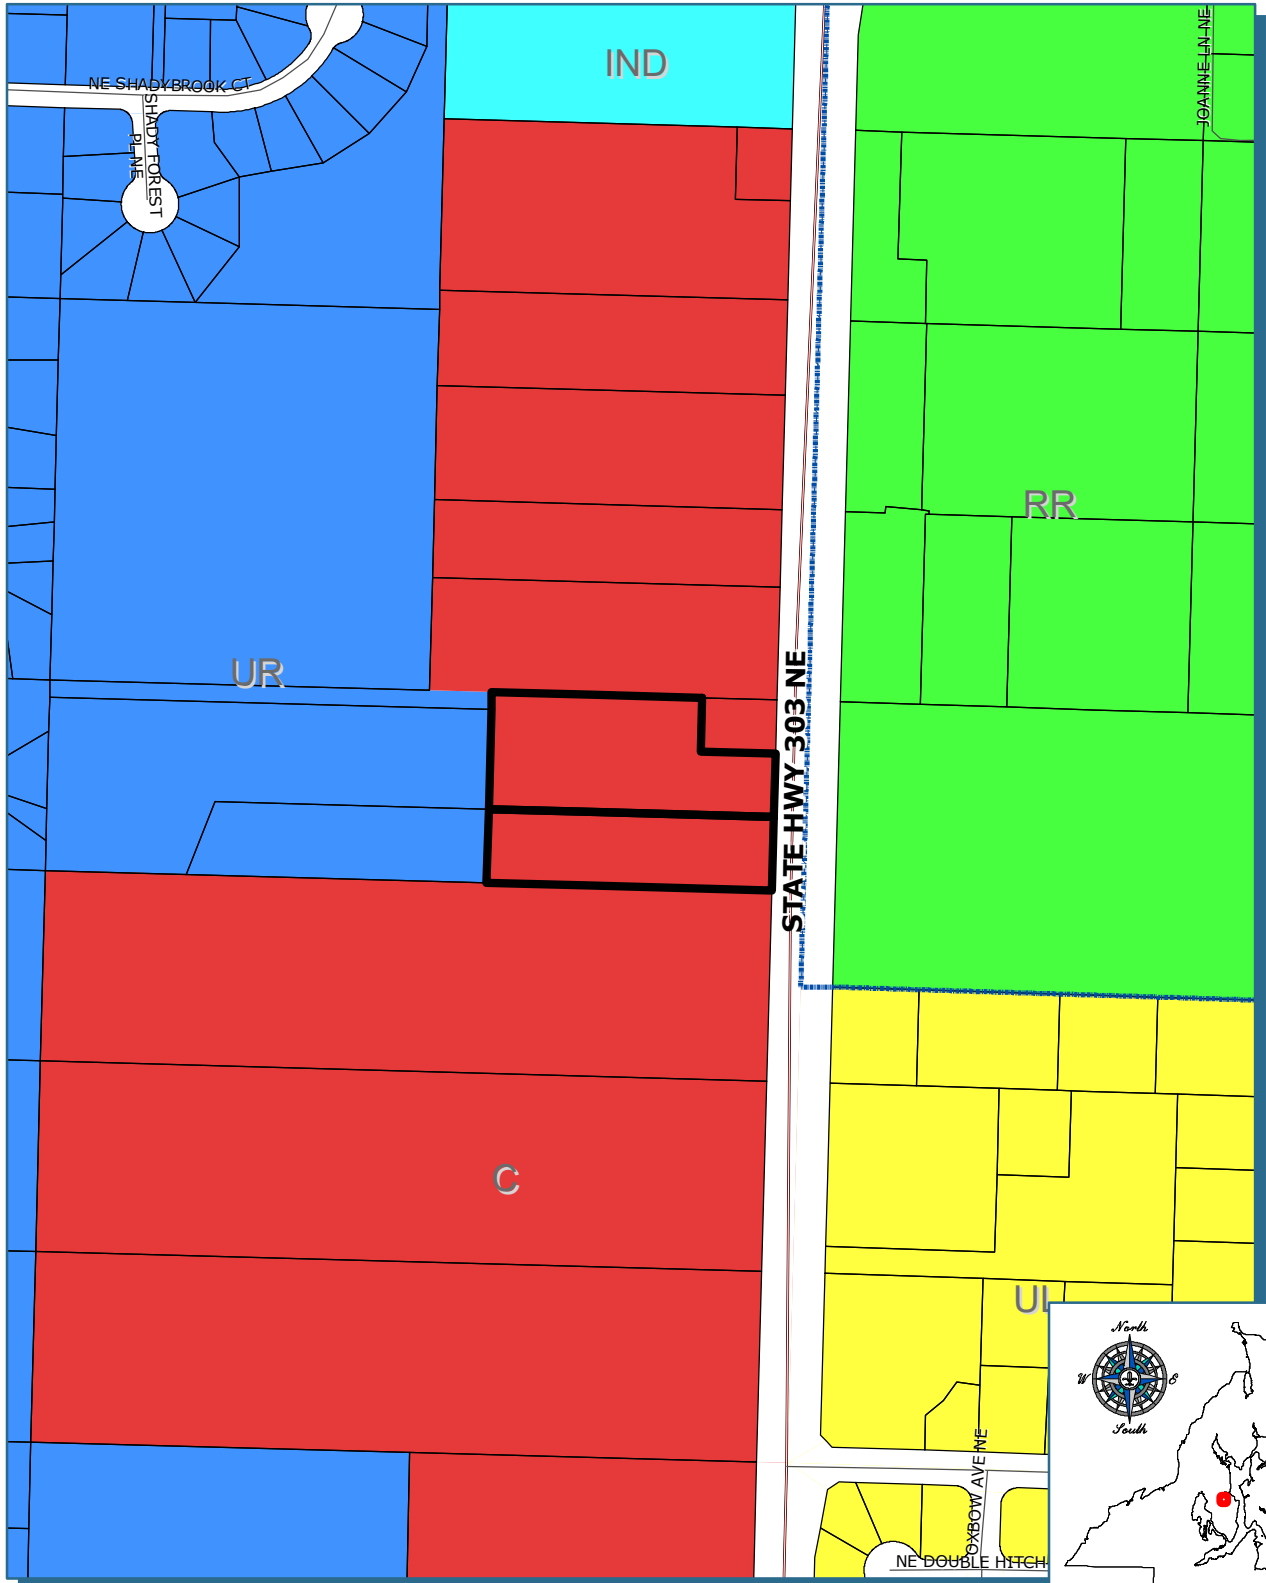 IND
JOANNE LN NE
NE SHADYBROOK CT
SHADY FOREST
PL NE
RR
UR
STATE HWY 303 NE
C
UL
North
W
E
South
OXBOW AVE NE
NE DOUBLE HITCH